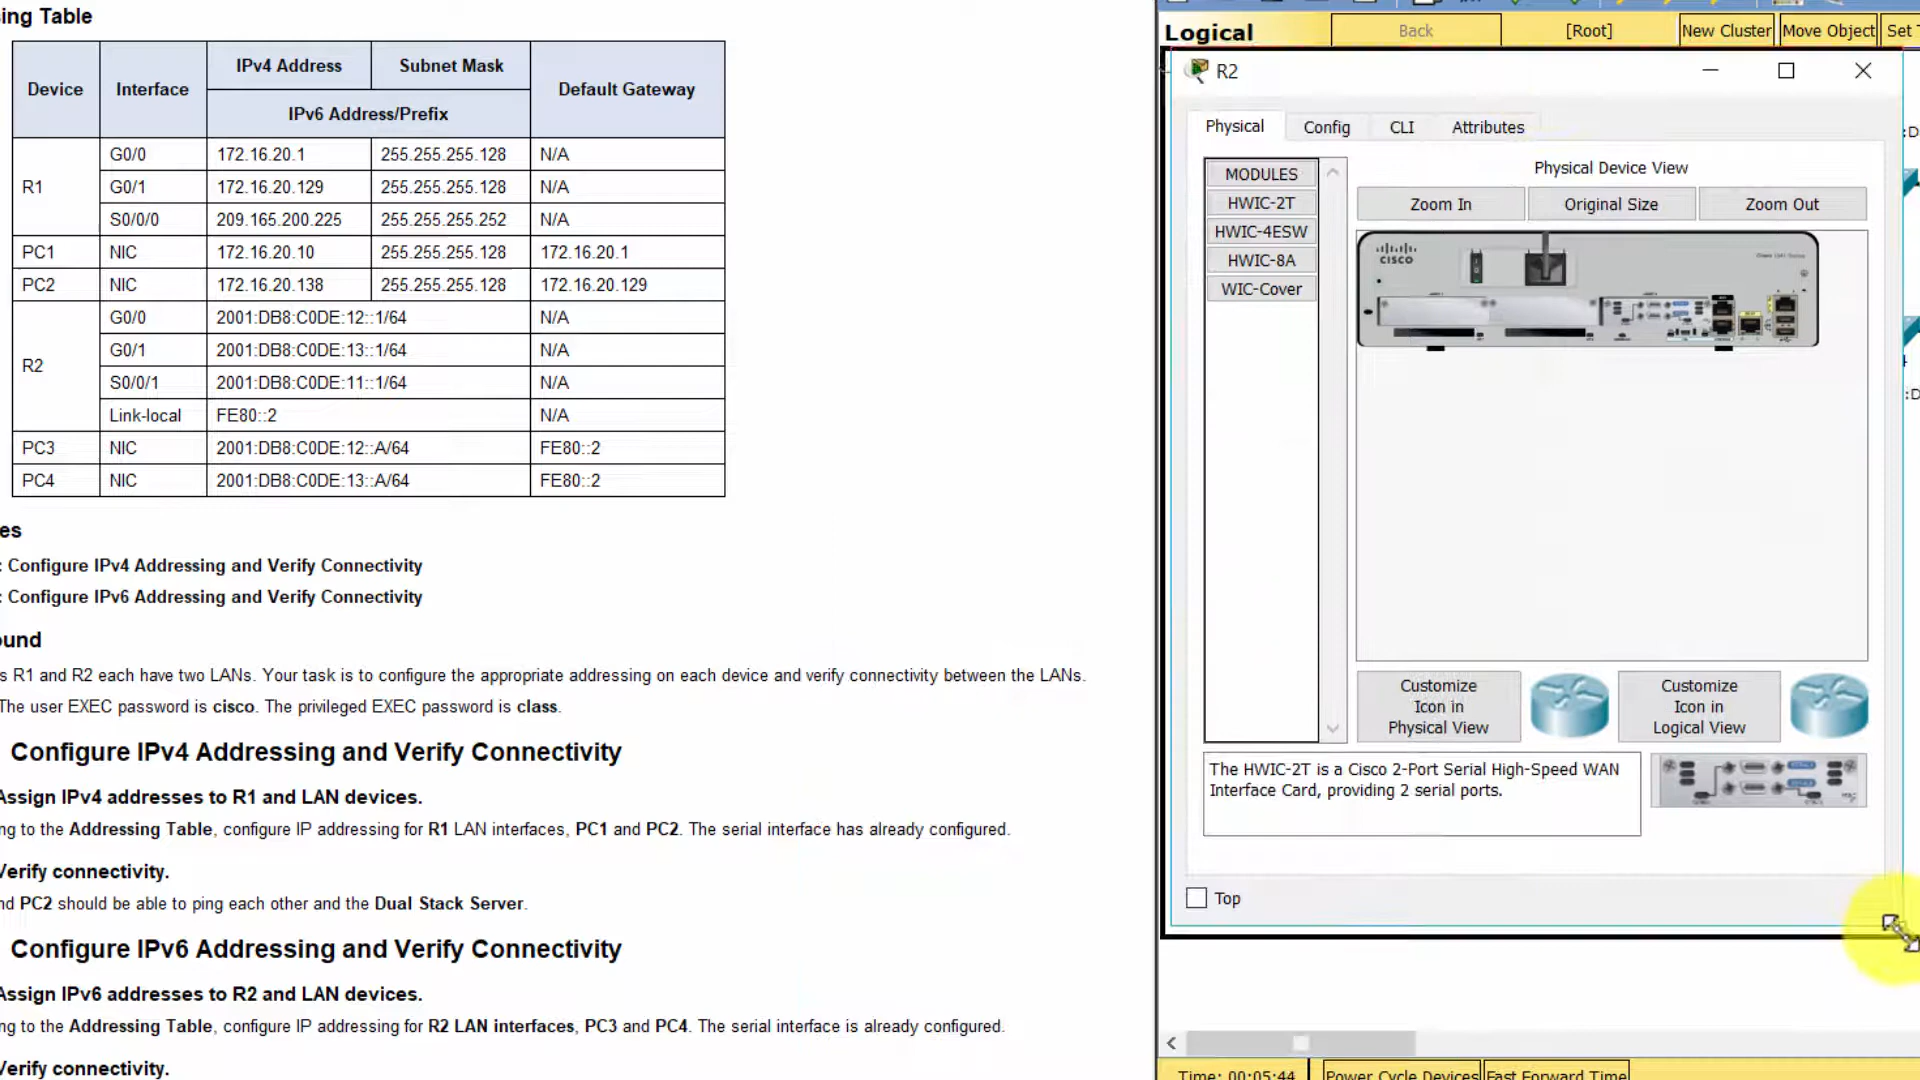 ing Table
Device Interface IPv4 Address Subnet Mask Default Gateway
IPv6 Address/Prefix
R1 G0/0 172.16.20.1 255.255.255.128 N/A
G0/1 172.16.20.129 255.255.255.128 N/A
S0/0/0 209.165.200.225 255.255.255.252 N/A
PC1 NIC 172.16.20.10 255.255.255.128 172.16.20.1
PC2 NIC 172.16.20.138 255.255.255.128 172.16.20.129
R2 G0/0 2001:DB8:C0DE:12::1/64 N/A
G0/1 2001:DB8:C0DE:13::1/64 N/A
S0/0/1 2001:DB8:C0DE:11::1/64 N/A
Link-local FE80::2 N/A
PC3 NIC 2001:DB8:C0DE:12::A/64 FE80::2
PC4 NIC 2001:DB8:C0DE:13::A/64 FE80::2
es
: Configure IPv4 Addressing and Verify Connectivity
: Configure IPv6 Addressing and Verify Connectivity
ound
s R1 and R2 each have two LANs. Your task is to configure the appropriate addressing on each device and verify connectivity between the LANs.
The user EXEC password is cisco. The privileged EXEC password is class.
Configure IPv4 Addressing and Verify Connectivity
Assign IPv4 addresses to R1 and LAN devices.
ng to the Addressing Table, configure IP addressing for R1 LAN interfaces, PC1 and PC2. The serial interface has already configured.
Verify connectivity.
nd PC2 should be able to ping each other and the Dual Stack Server.
Configure IPv6 Addressing and Verify Connectivity
Assign IPv6 addresses to R2 and LAN devices.
ng to the Addressing Table, configure IP addressing for R2 LAN interfaces, PC3 and PC4. The serial interface is already configured.
Verify connectivity.
Logical Back [Root] New Cluster Move Object Set T
R2
Physical Config CLI Attributes
MODULES
HWIC-2T
HWIC-4ESW
HWIC-8A
WIC-Cover
Physical Device View
Zoom In Original Size Zoom Out
CISCO
Customize
Icon in
Physical View
Customize
Icon in
Logical View
The HWIC-2T is a Cisco 2-Port Serial High-Speed WAN
Interface Card, providing 2 serial ports.
Top
:D
:D
Time: 00:05:44 Power Cycle Devices Fast Forward Time